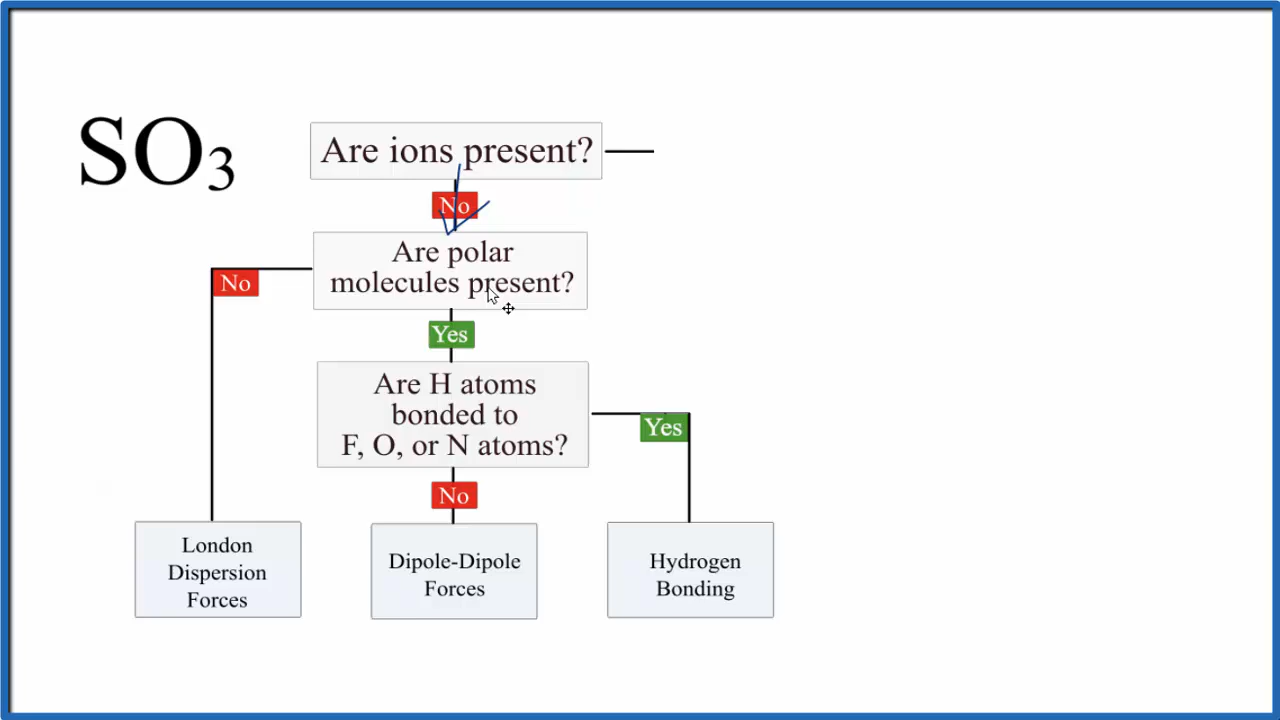 SO₃
Are ions present?
No
Are polar
molecules present?
No
Yes
Are H atoms
bonded to
F, O, or N atoms?
Yes
No
London
Dispersion
Forces
Dipole-Dipole
Forces
Hydrogen
Bonding